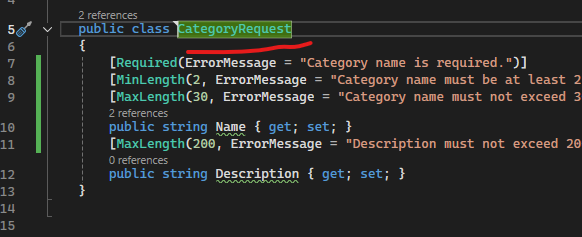 2 references
5 public class CategoryRequest
6 {
7 [Required(ErrorMessage = "Category name is required.")]
8 [MinLength(2, ErrorMessage = "Category name must be at least 2
9 [MaxLength(30, ErrorMessage = "Category name must not exceed 3
2 references
10 public string Name { get; set; }
11 [MaxLength(200, ErrorMessage = "Description must not exceed 20
0 references
12 public string Description { get; set; }
13 }
14
15